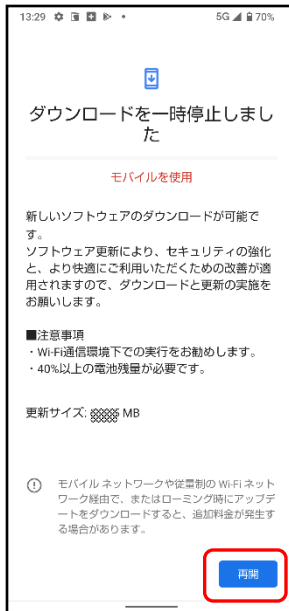 13:29 5G 70%
ダウンロードを一時停止しまし
た
モバイルを使用
新しいソフトウェアのダウンロードが可能で
す。
ソフトウェア更新により、セキュリティの強化
と、より快適にご利用いただくための改善が適
用されますので、ダウンロードと更新の実施を
お願いします。
■注意事項
・Wi-Fi通信環境下での実行をお勧めします。
・40%以上の電池残量が必要です。
更新サイズ: MB
モバイル ネットワークや従量制の Wi-Fi ネット
ワーク経由で、またはローミング時にアップデ
ートをダウンロードすると、追加料金が発生す
る場合があります。
再開